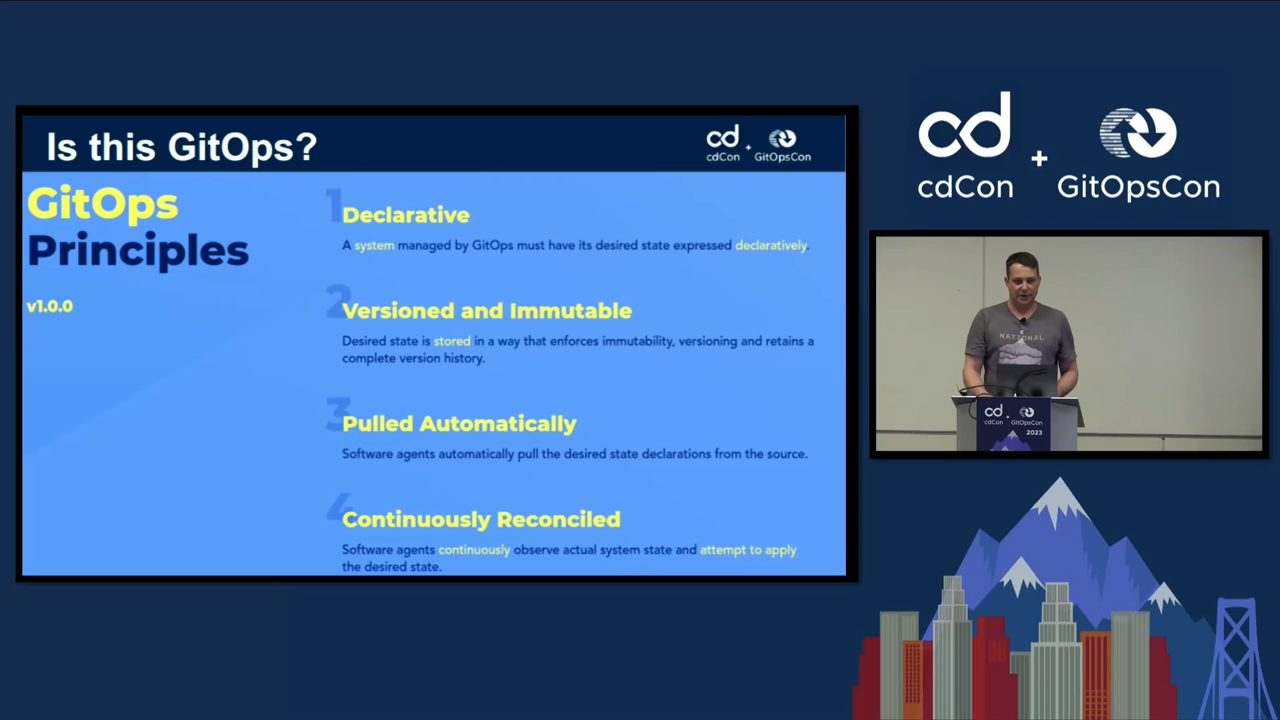 Is this GitOps?
cd
cdCon
+
GitOpsCon
GitOps
Principles
v1.0.0
1
Declarative
A system managed by GitOps must have its desired state expressed declaratively.
2
Versioned and Immutable
Desired state is stored in a way that enforces immutability, versioning and retains a
complete version history.
3
Pulled Automatically
Software agents automatically pull the desired state declarations from the source.
4
Continuously Reconciled
Software agents continuously observe actual system state and attempt to apply
the desired state.
cd
cdCon
+
GitOpsCon
NATIONAL
cd
cdCon
+
GitOpsCon
2023